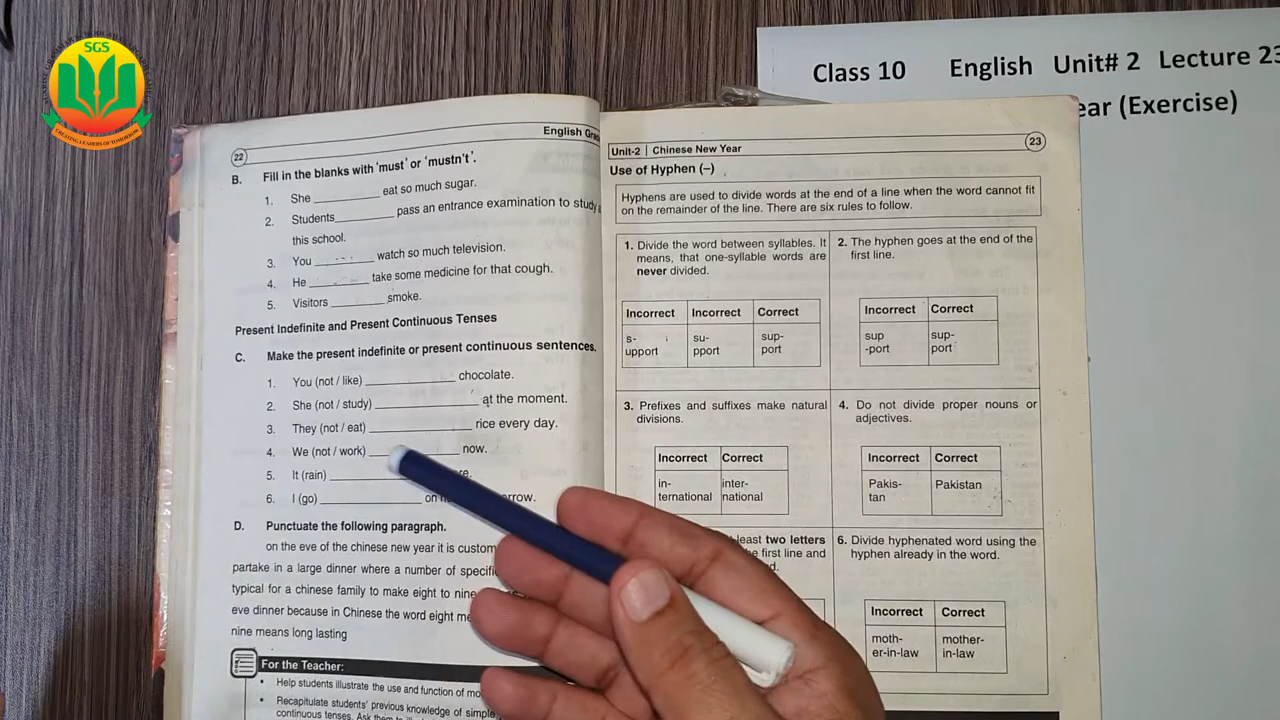 SGS
CREATING LEADERS OF TOMORROW
Class 10 English Unit# 2 Lecture 23
ear (Exercise)
22
English
B. Fill in the blanks with 'must' or 'mustn't'.
1. She ________ eat so much sugar.
2. Students________ pass an entrance examination to study
this school.
3. You ________ watch so much television.
4. He ________ take some medicine for that cough.
5. Visitors ________ smoke.
Present Indefinite and Present Continuous Tenses
C. Make the present indefinite or present continuous sentences.
1. You (not / like) ________ chocolate.
2. She (not / study) ________ at the moment.
3. They (not / eat) ________ rice every day.
4. We (not / work) ________ now.
5. It (rain) ________
6. I (go) ________ on
D. Punctuate the following paragraph.
on the eve of the chinese new year it is custom
partake in a large dinner where a number of specifi
typical for a chinese family to make eight to nine
eve dinner because in Chinese the word eight me
nine means long lasting
For the Teacher:
• Help students illustrate the use and function of mo
• Recapitulate students' previous knowledge of simple
continuous tenses. Ask them to
Unit-2 | Chinese New Year
23
Use of Hyphen (–)
Hyphens are used to divide words at the end of a line when the word cannot fit
on the remainder of the line. There are six rules to follow.
1. Divide the word between syllables. It
means, that one-syllable words are
never divided.
Incorrect Incorrect Correct
s- su- sup-
upport pport port
2. The hyphen goes at the end of the
first line.
Incorrect Correct
sup sup-
-port port
3. Prefixes and suffixes make natural
divisions.
Incorrect Correct
in- inter-
ternational national
4. Do not divide proper nouns or
adjectives.
Incorrect Correct
Pakis- Pakistan
tan
least two letters
first line and
6. Divide hyphenated word using the
hyphen already in the word.
Incorrect Correct
moth- mother-
er-in-law in-law